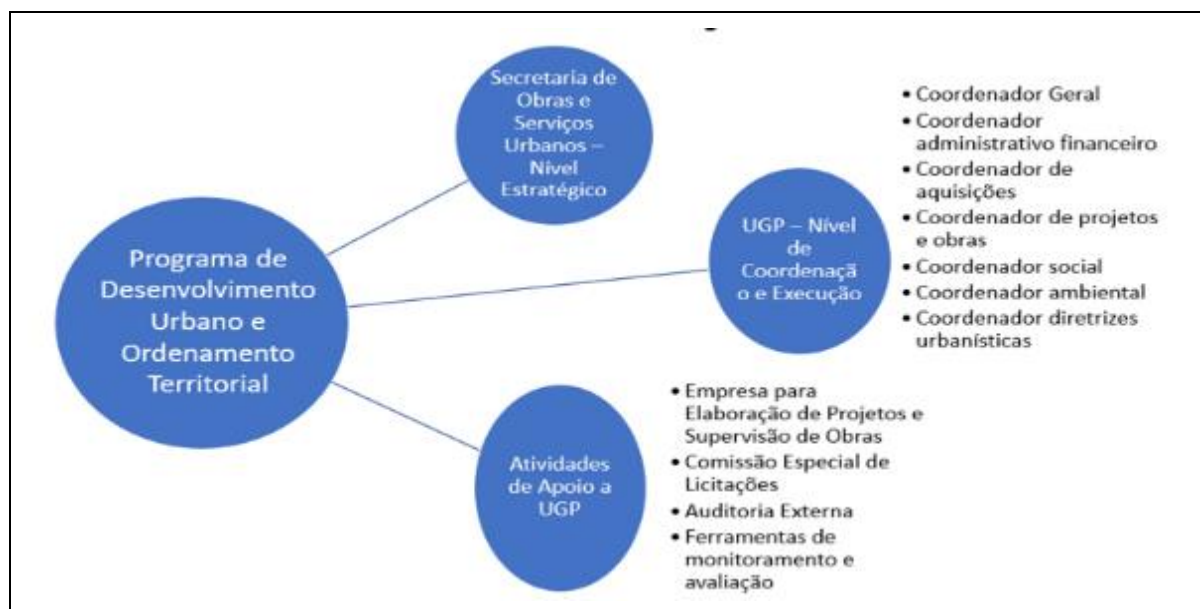 Programa de
Desenvolvimento
Urbano e
Ordenamento
Territorial
Secretaria de
Obras e
Serviços
Urbanos –
Nível
Estratégico
UGP – Nível
de
Coordenaçã
o e Execução
• Coordenador Geral
• Coordenador
administrativo financeiro
• Coordenador de
aquisições
• Coordenador de projetos
e obras
• Coordenador social
• Coordenador ambiental
• Coordenador diretrizes
urbanísticas
Atividades
de Apoio a
UGP
• Empresa para
Elaboração de Projetos e
Supervisão de Obras
• Comissão Especial de
Licitações
• Auditoria Externa
• Ferramentas de
monitoramento e
avaliação